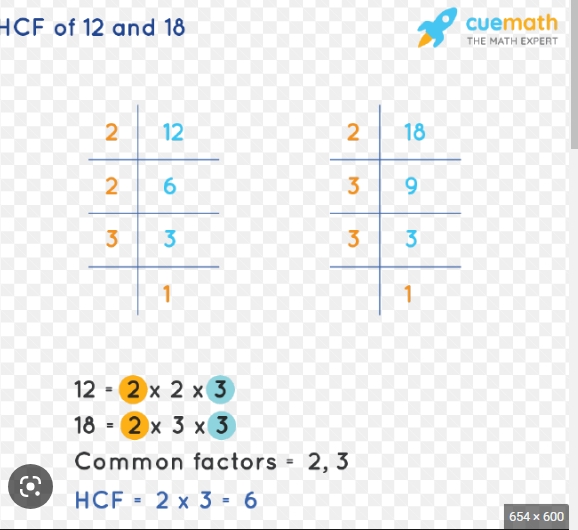 HCF of 12 and 18
cuemath
THE MATH EXPERT
2 12
2 6
3 3
1
2 18
3 9
3 3
1
12 = 2 x 2 x 3
18 = 2 x 3 x 3
Common factors = 2, 3
HCF = 2 x 3 = 6
654 × 600